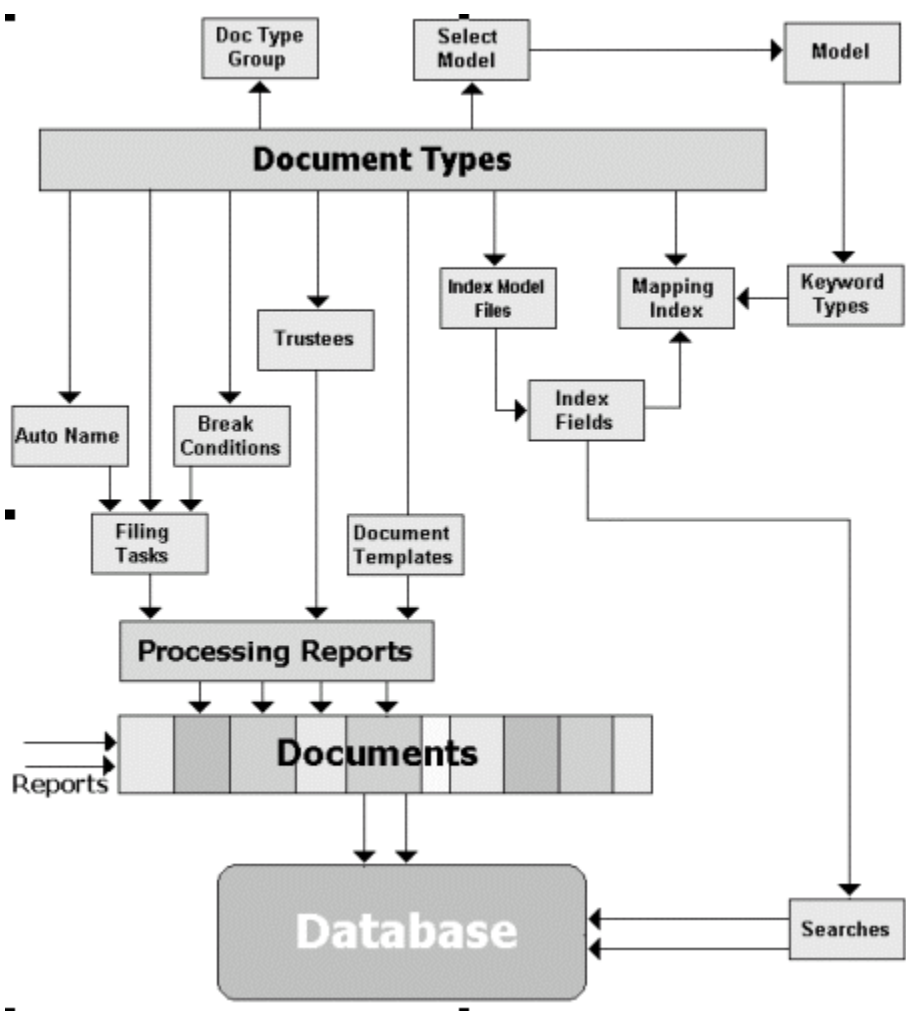 Doc Type
Group
Select
Model
Model
Document Types
Index Model
Files
Mapping
Index
Keyword
Types
Trustees
Index
Fields
Auto Name
Break
Conditions
Filing
Tasks
Document
Templates
Processing Reports
Documents
Reports
Database
Searches